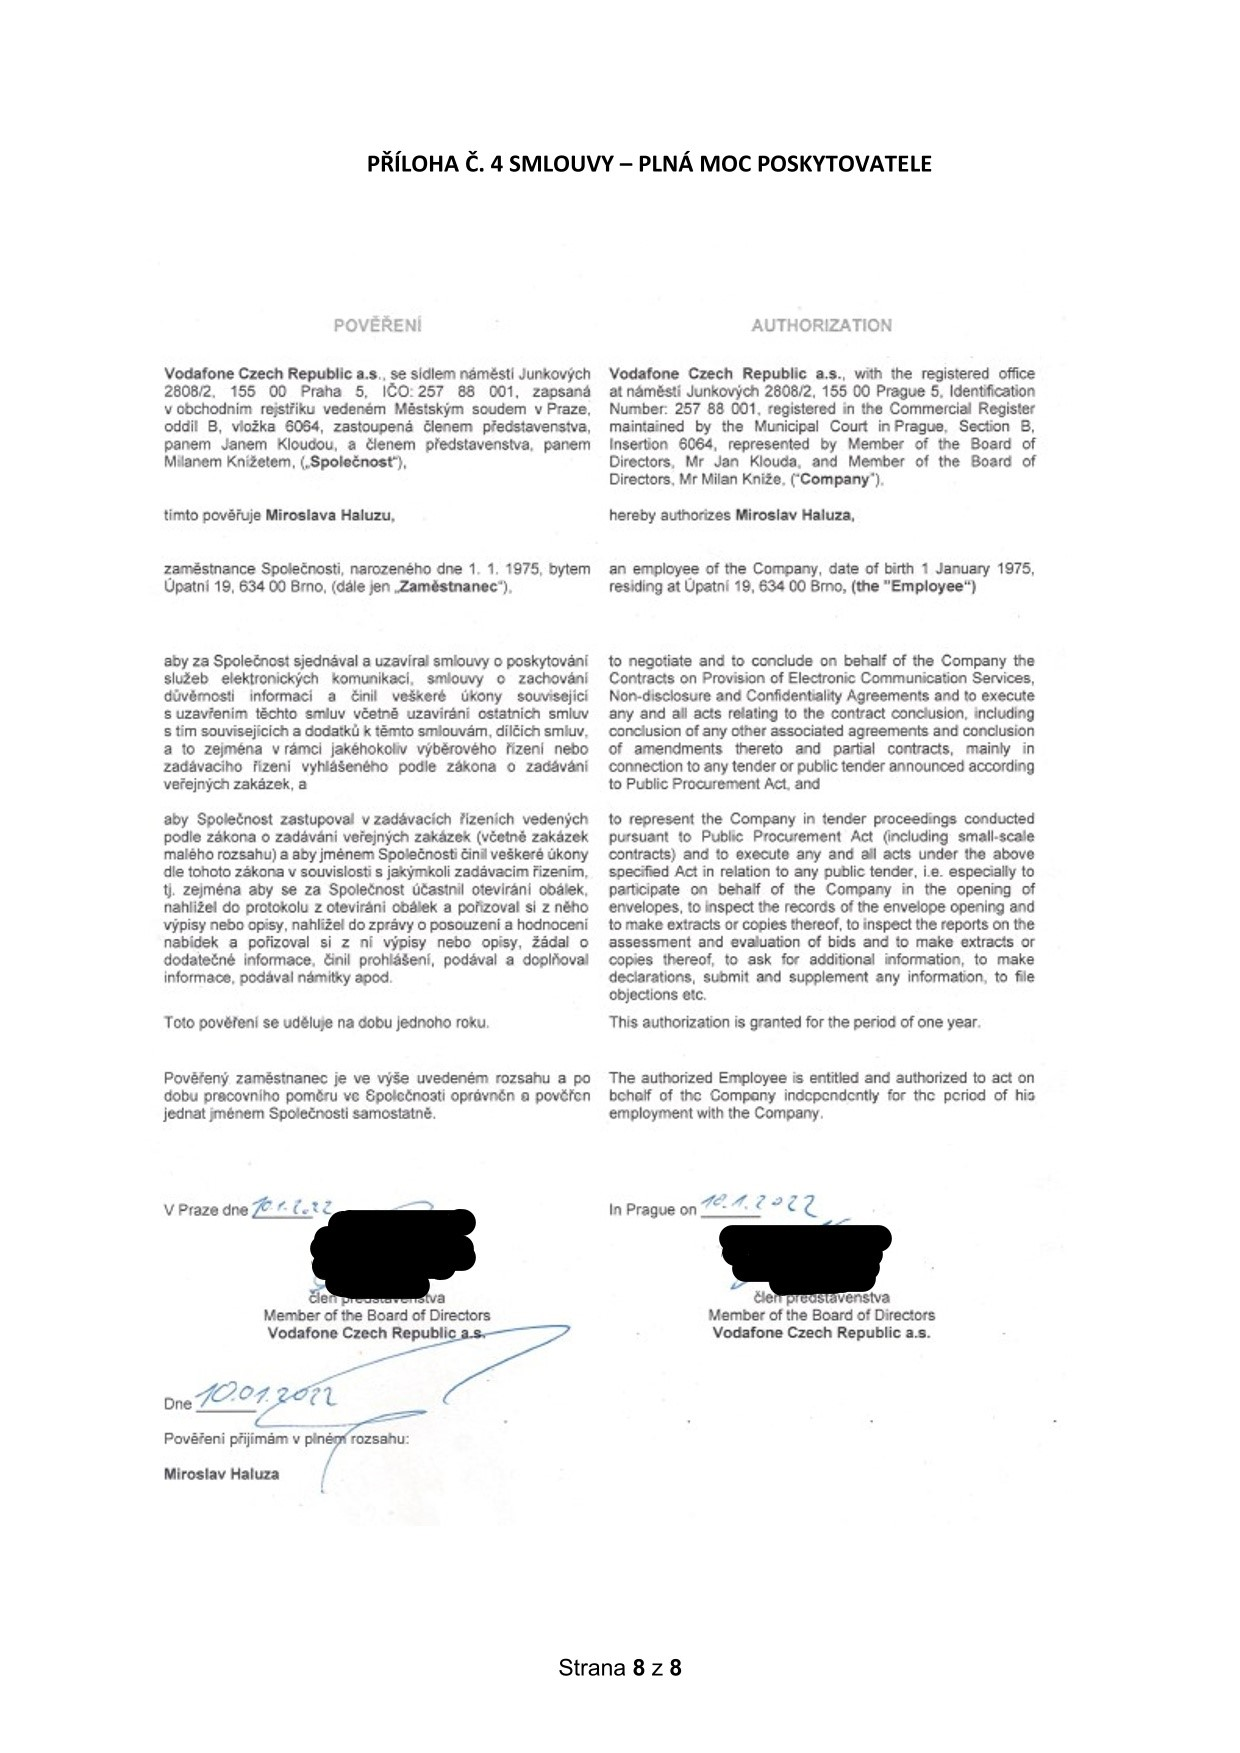 PŘÍLOHA Č. 4 SMLOUVY – PLNÁ MOC POSKYTOVATELE
POVĚŘENÍ
Vodafone Czech Republic a.s., se sídlem náměstí Junkových
2808/2, 155 00 Praha 5, IČO: 257 88 001, zapsaná
v obchodním rejstříku vedeném Městským soudem v Praze,
oddíl B, vložka 6064, zastoupená členem představenstva,
panem Janem Kloudou, a členem představenstva, panem
Milanem Knížetem, („Společnost“),
tímto pověřuje Miroslava Haluzu,
zaměstnance Společnosti, narozeného dne 1. 1. 1975, bytem
Úpatní 19, 634 00 Brno, (dále jen „Zaměstnanec“),
aby za Společnost sjednával a uzavíral smlouvy o poskytování
služeb elektronických komunikací, smlouvy o zachování
důvěrnosti informací a činil veškeré úkony související
s uzavřením těchto smluv včetně uzavírání ostatních smluv
s tím souvisejících a dodatků k těmto smlouvám, dílčích smluv,
a to zejména v rámci jakéhokoliv výběrového řízení nebo
zadávacího řízení vyhlášeného podle zákona o zadávání
veřejných zakázek, a
aby Společnost zastupoval v zadávacích řízeních vedených
podle zákona o zadávání veřejných zakázek (včetně zakázek
malého rozsahu) a aby jménem Společnosti činil veškeré úkony
dle tohoto zákona v souvislosti s jakýmkoli zadávacím řízením,
tj. zejména aby se za Společnost účastnil otevírání obálek,
nahlížel do protokolu z otevírání obálek a pořizoval si z něho
výpisy nebo opisy, nahlížel do zprávy o posouzení a hodnocení
nabídek a pořizoval si z ní výpisy nebo opisy, žádal o
dodatečné informace, činil prohlášení, podával a doplňoval
informace, podával námitky apod.
Toto pověření se uděluje na dobu jednoho roku.
Pověřený zaměstnanec je ve výše uvedeném rozsahu a po
dobu pracovního poměru ve Společnosti oprávněn a pověřen
jednat jménem Společnosti samostatně.
AUTHORIZATION
Vodafone Czech Republic a.s., with the registered office
at náměstí Junkových 2808/2, 155 00 Prague 5, Identification
Number: 257 88 001, registered in the Commercial Register
maintained by the Municipal Court in Prague, Section B,
Insertion 6064, represented by Member of the Board of
Directors, Mr Jan Klouda, and Member of the Board of
Directors, Mr Milan Kníže, (“Company”),
hereby authorizes Miroslav Haluza,
an employee of the Company, date of birth 1 January 1975,
residing at Úpatní 19, 634 00 Brno, (the "Employee“)
to negotiate and to conclude on behalf of the Company the
Contracts on Provision of Electronic Communication Services,
Non-disclosure and Confidentiality Agreements and to execute
any and all acts relating to the contract conclusion, including
conclusion of any other associated agreements and conclusion
of amendments thereto and partial contracts, mainly in
connection to any tender or public tender announced according
to Public Procurement Act, and
to represent the Company in tender proceedings conducted
pursuant to Public Procurement Act (including small-scale
contracts) and to execute any and all acts under the above
specified Act in relation to any public tender, i.e. especially to
participate on behalf of the Company in the opening of
envelopes, to inspect the records of the envelope opening and
to make extracts or copies thereof, to inspect the reports on the
assessment and evaluation of bids and to make extracts or
copies thereof, to ask for additional information, to make
declarations, submit and supplement any information, to file
objections etc.
This authorization is granted for the period of one year.
The authorized Employee is entitled and authorized to act on
behalf of the Company independently for the period of his
employment with the Company.
V Praze dne 10.1.2022
člen představenstva
Member of the Board of Directors
Vodafone Czech Republic a.s.
In Prague on 10.1.2022
člen představenstva
Member of the Board of Directors
Vodafone Czech Republic a.s.
Dne 10.01.2022
Pověření přijímám v plném rozsahu:
Miroslav Haluza
Strana 8 z 8